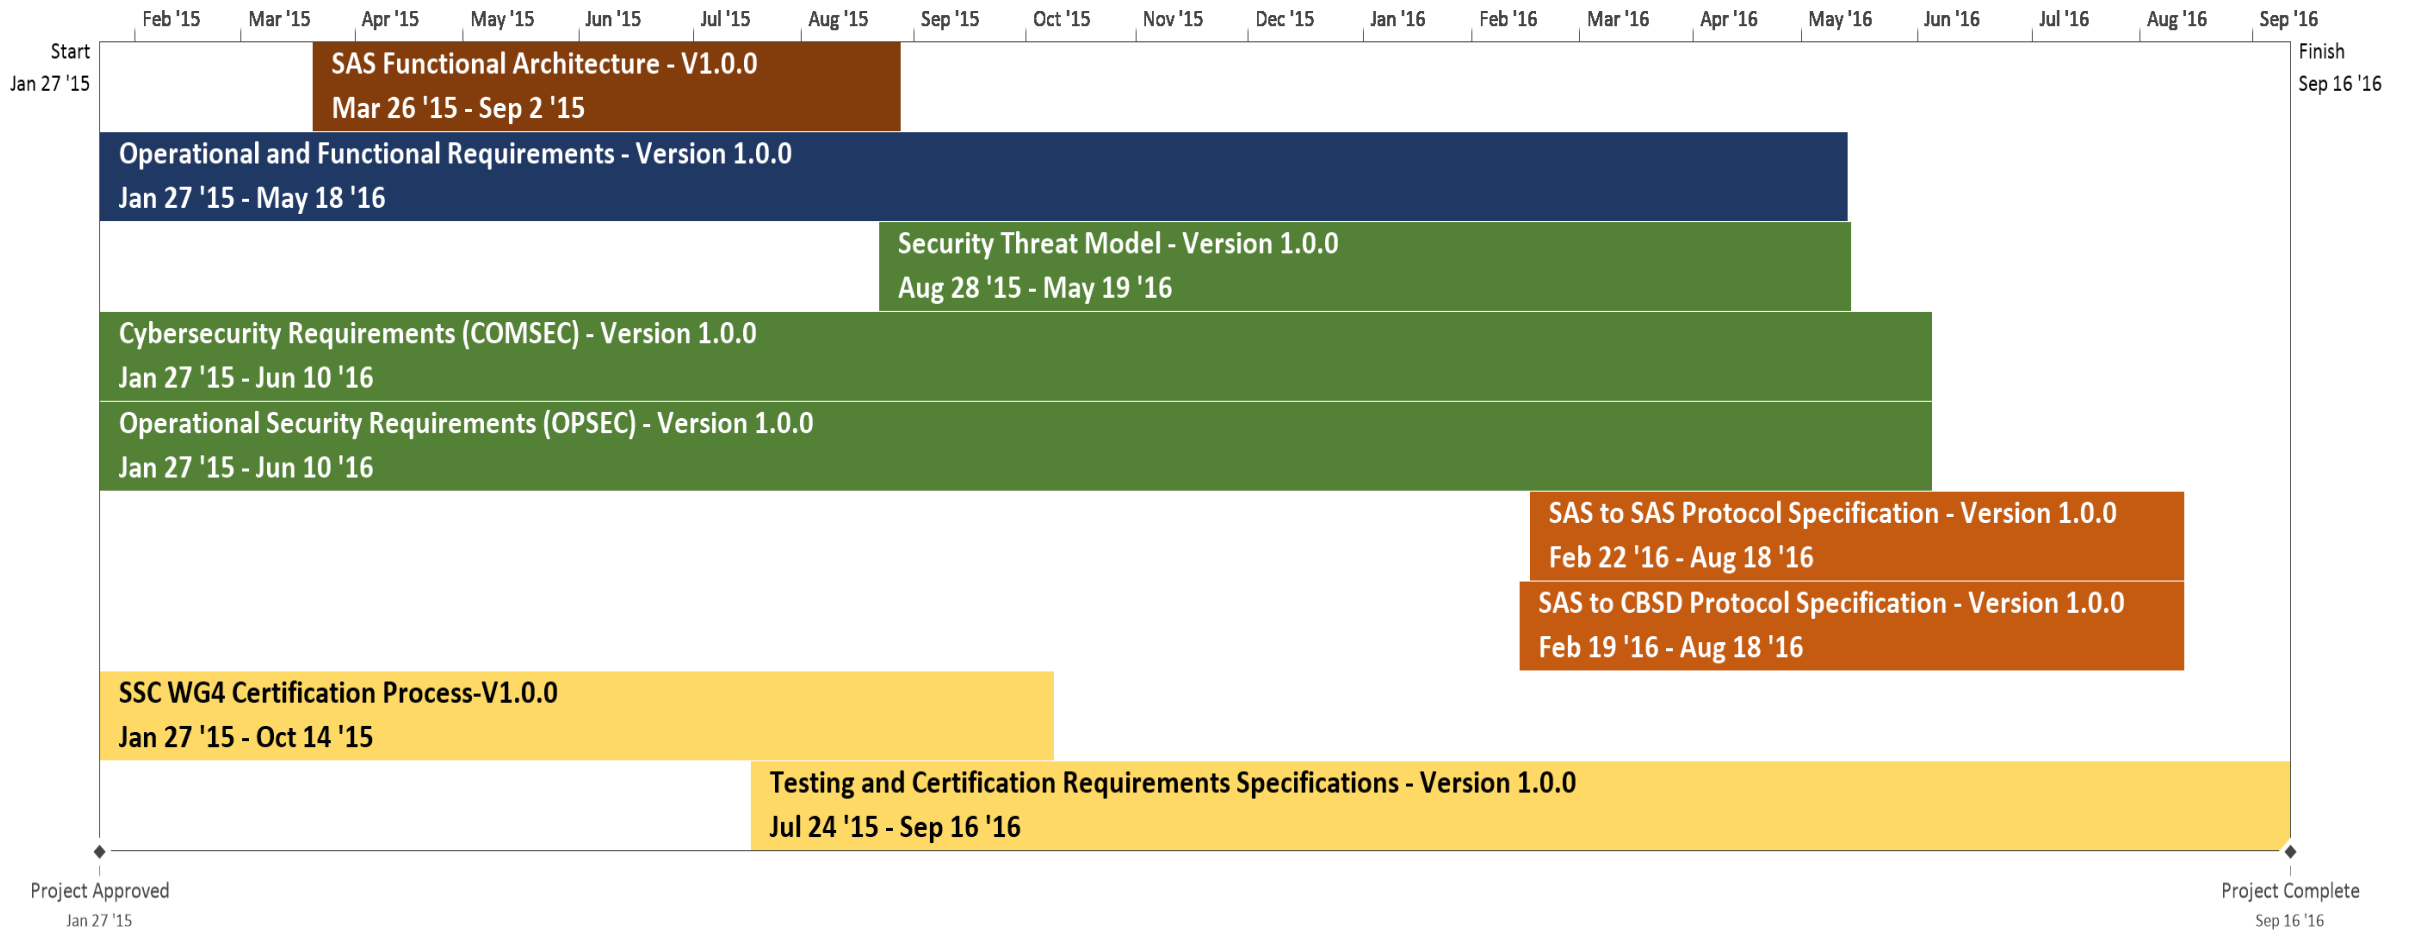 Feb '15 Mar '15 Apr '15 May '15 Jun '15 Jul '15 Aug '15 Sep '15 Oct '15 Nov '15 Dec '15 Jan '16 Feb '16 Mar '16 Apr '16 May '16 Jun '16 Jul '16 Aug '16 Sep '16
Start
Jan 27 '15
Finish
Sep 16 '16
SAS Functional Architecture - V1.0.0
Mar 26 '15 - Sep 2 '15
Operational and Functional Requirements - Version 1.0.0
Jan 27 '15 - May 18 '16
Security Threat Model - Version 1.0.0
Aug 28 '15 - May 19 '16
Cybersecurity Requirements (COMSEC) - Version 1.0.0
Jan 27 '15 - Jun 10 '16
Operational Security Requirements (OPSEC) - Version 1.0.0
Jan 27 '15 - Jun 10 '16
SAS to SAS Protocol Specification - Version 1.0.0
Feb 22 '16 - Aug 18 '16
SAS to CBSD Protocol Specification - Version 1.0.0
Feb 19 '16 - Aug 18 '16
SSC WG4 Certification Process-V1.0.0
Jan 27 '15 - Oct 14 '15
Testing and Certification Requirements Specifications - Version 1.0.0
Jul 24 '15 - Sep 16 '16
Project Approved
Jan 27 '15
Project Complete
Sep 16 '16